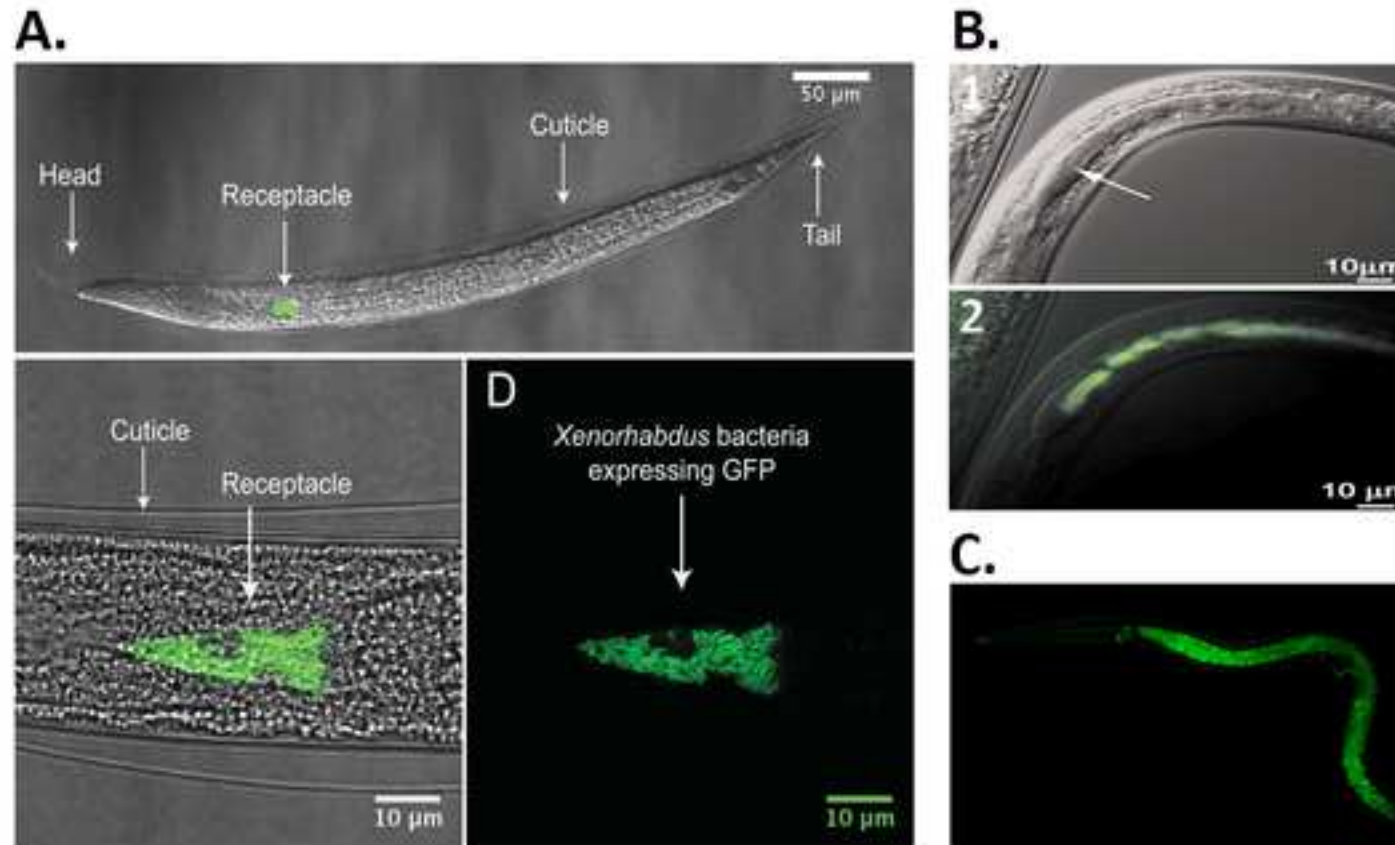 A.
50 μm
Cuticle
Head
Receptacle
Tail
Cuticle
Receptacle
10 μm
D
Xenorhabdus bacteria
expressing GFP
10 μm
B.
1
10μm
2
10 μm
C.